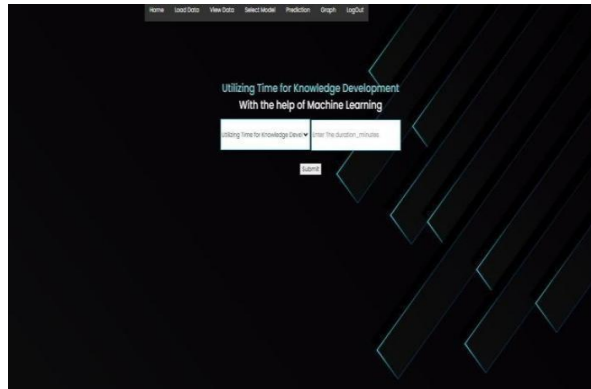 Home Load Data View Data Select Model Prediction Graph LogOut
Utilizing Time for Knowledge Development
With the help of Machine Learning
Utilizing Time for Knowledge Devel Enter The duration_minutes
Submit